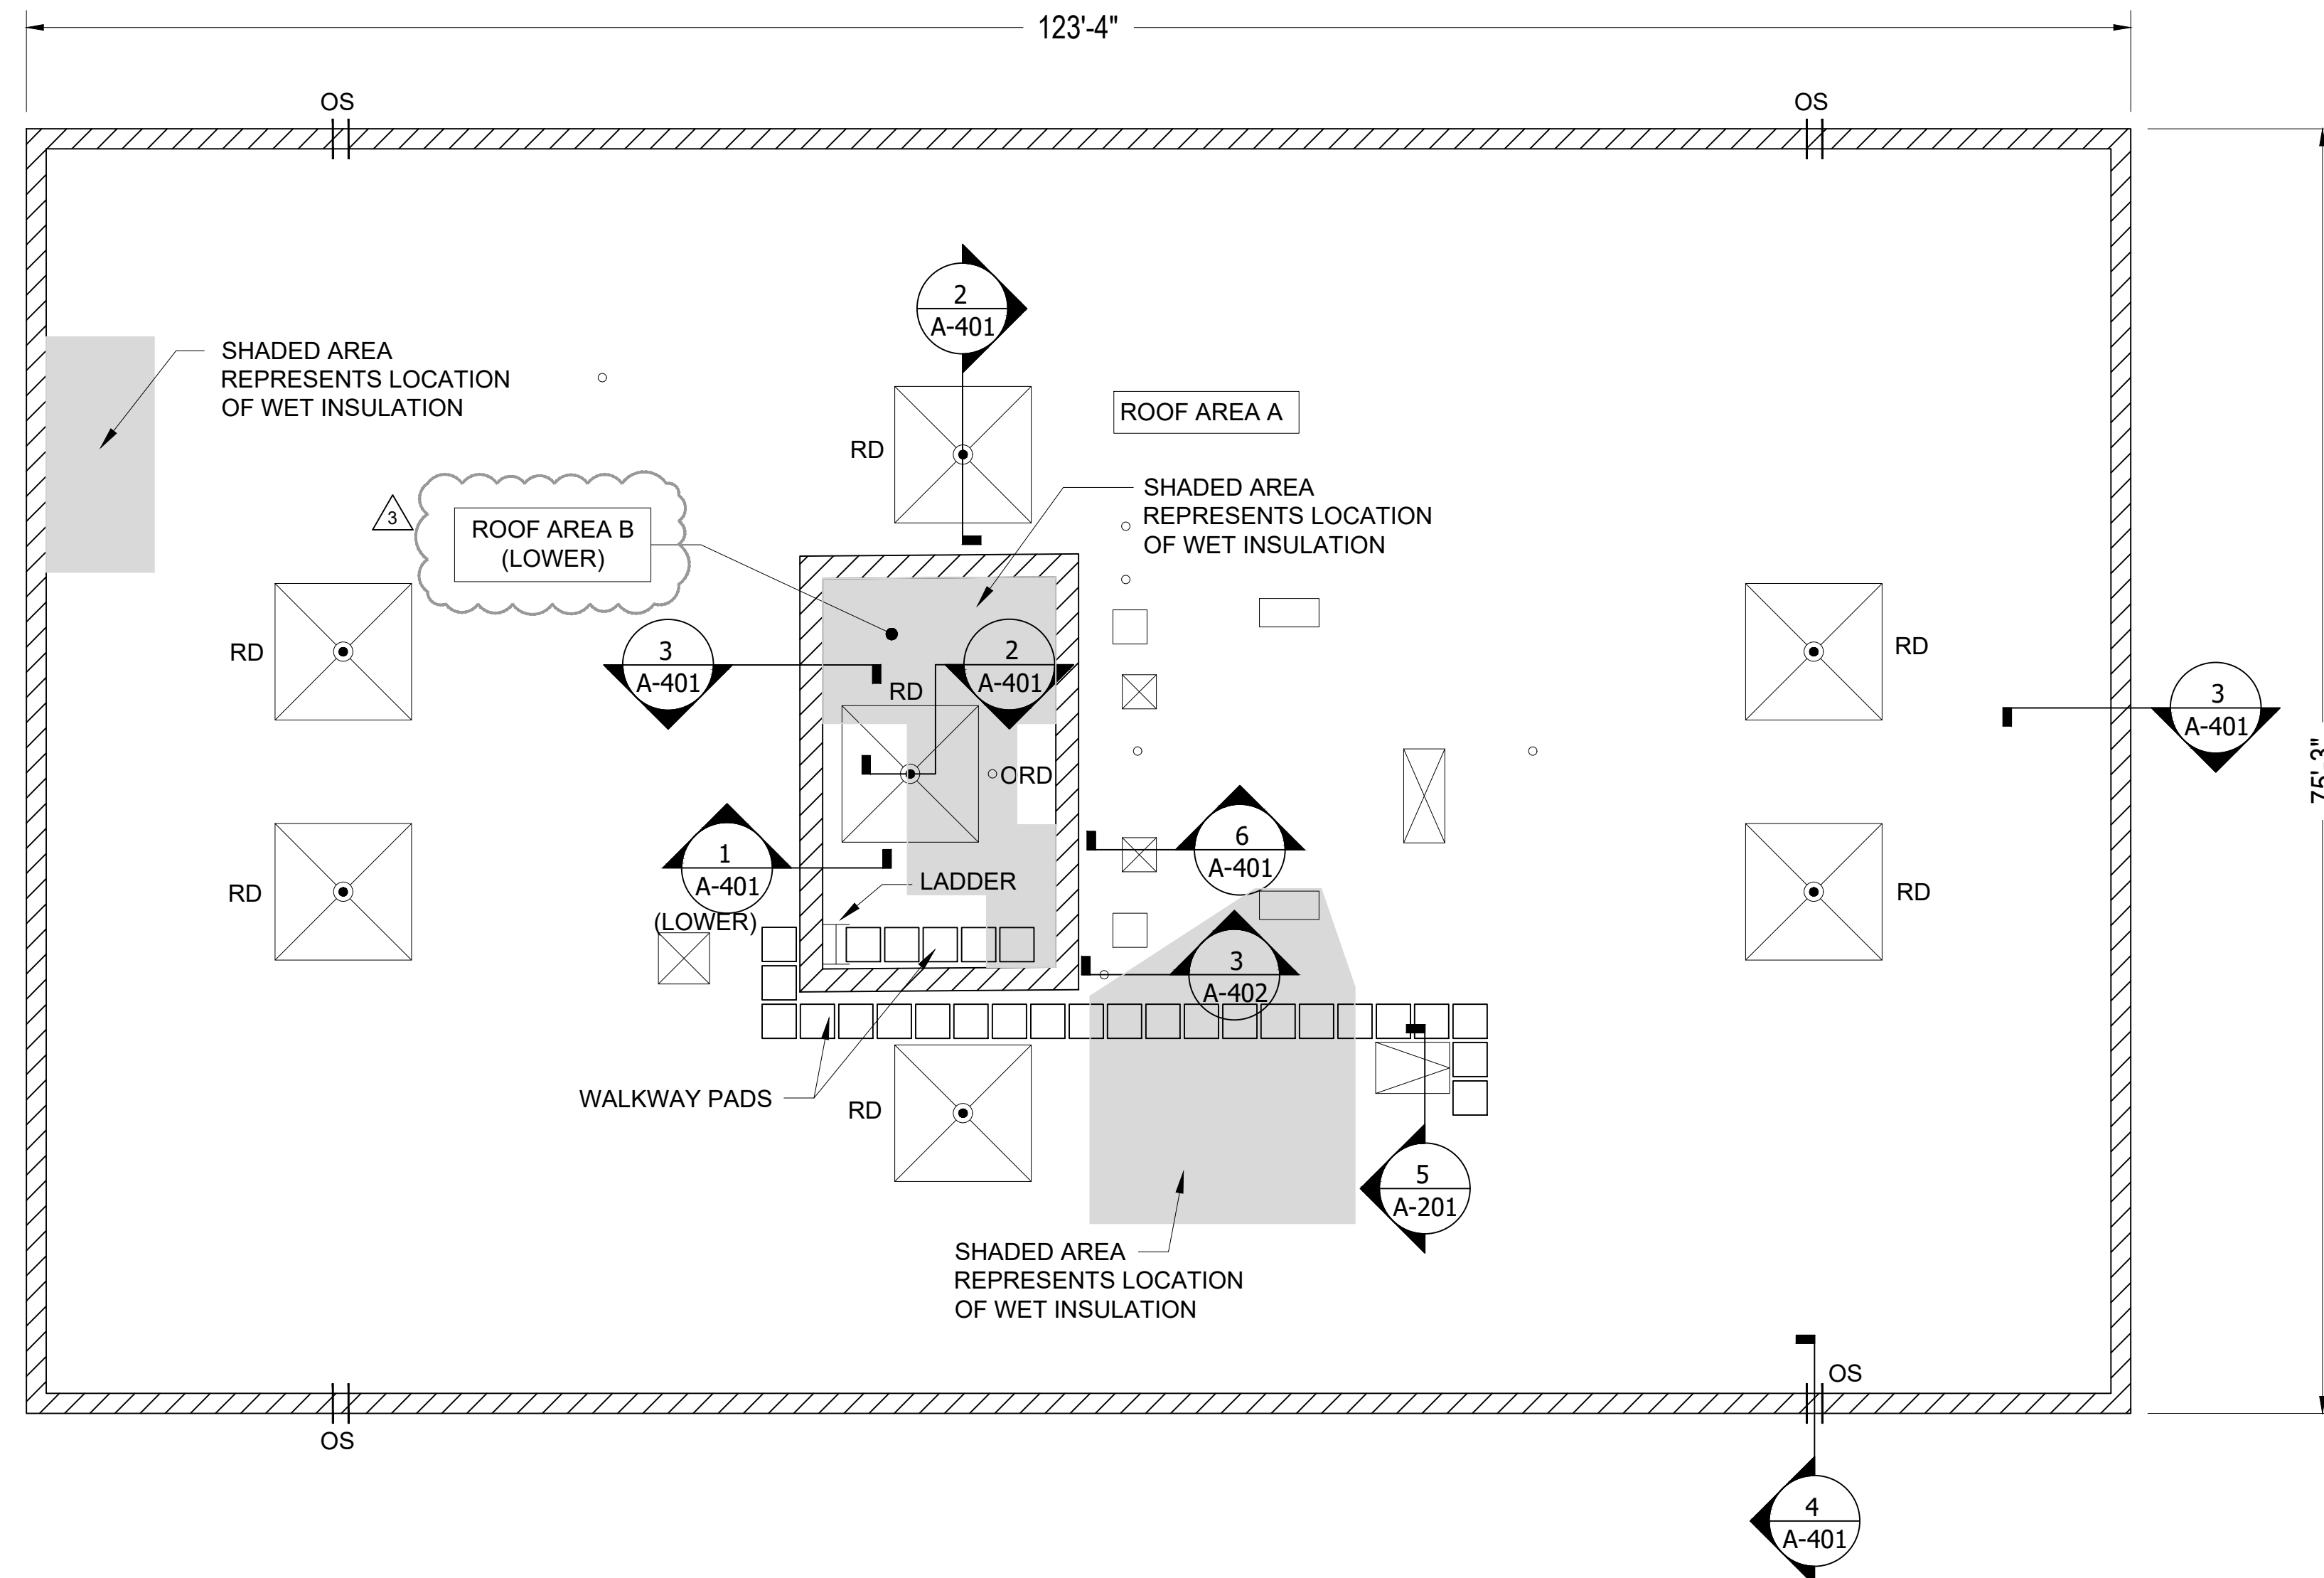 123'-4"
OS
OS
2
A-401
SHADED AREA
REPRESENTS LOCATION
OF WET INSULATION
ROOF AREA A
RD
SHADED AREA
REPRESENTS LOCATION
OF WET INSULATION
3
ROOF AREA B
(LOWER)
RD
3
A-401
2
A-401
RD
RD
3
A-401
75'-3"
ORD
1
A-401
(LOWER)
6
A-401
LADDER
RD
RD
3
A-402
WALKWAY PADS
RD
5
A-201
SHADED AREA
REPRESENTS LOCATION
OF WET INSULATION
OS
OS
4
A-401